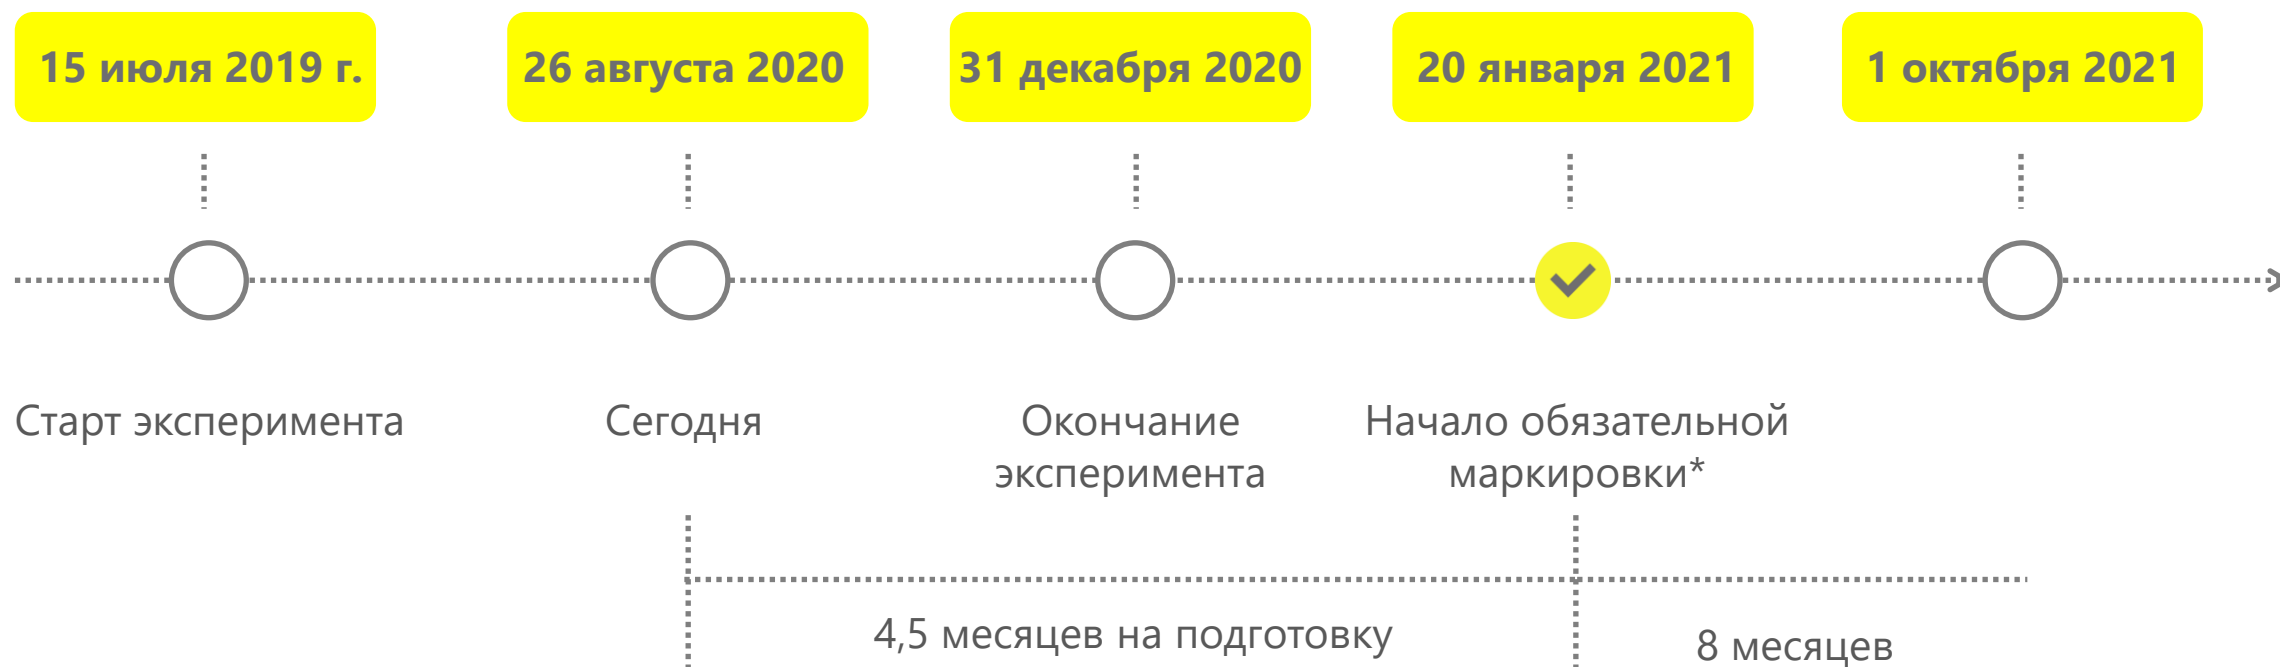 15 июля 2019 г.
26 августа 2020
31 декабря 2020
20 января 2021
1 октября 2021
Старт эксперимента
Сегодня
Окончание
эксперимента
Начало обязательной
маркировки*
4,5 месяцев на подготовку
8 месяцев